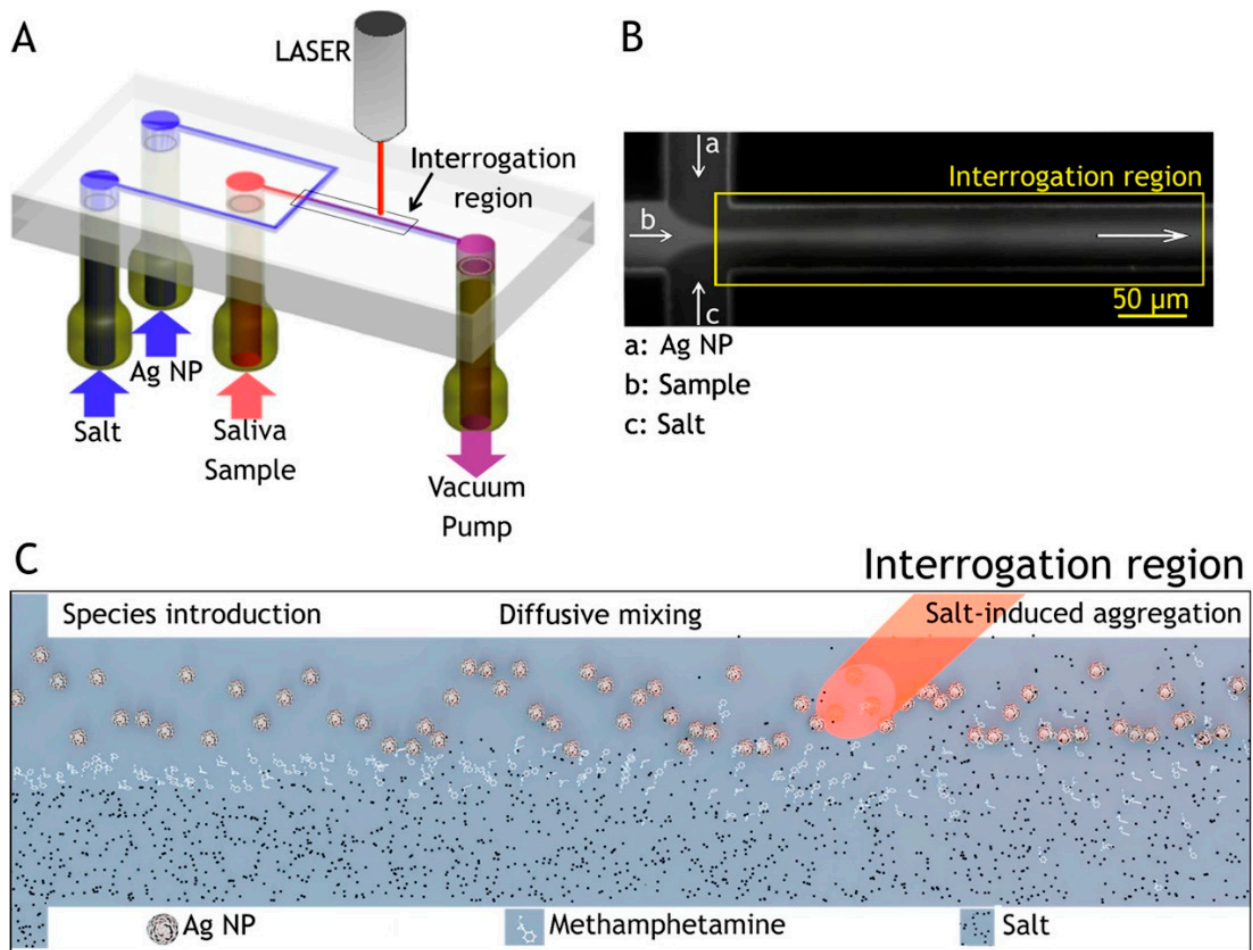 A
LASER
Interrogation
region
Ag NP
Salt
Saliva
Sample
Vacuum
Pump
B
a
Interrogation region
b
c
50 µm
a: Ag NP
b: Sample
c: Salt
C
Interrogation region
Species introduction
Diffusive mixing
Salt-induced aggregation
Ag NP
Methamphetamine
Salt